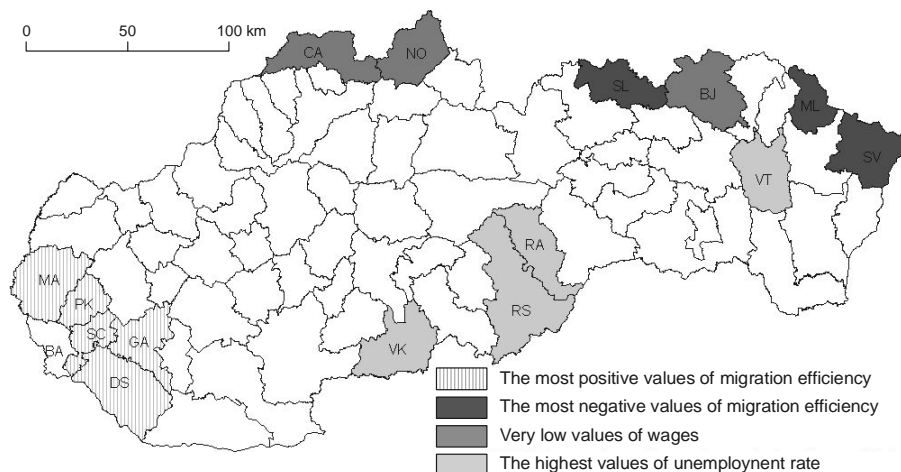 0 50 100 km
CA
NO
SL
BJ
ML
SV
VT
RA
MA
PK
RS
SC
GA
BA
VK
DS
The most positive values of migration efficiency
The most negative values of migration efficiency
Very low values of wages
The highest values of unemploynent rate